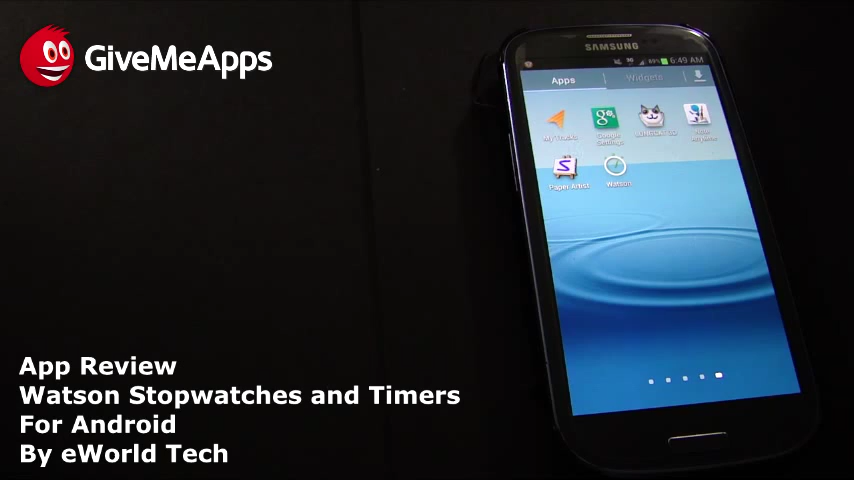 GiveMeApps
SAMSUNG
6:49 AM
Apps
Widgets
My Tracks
Google
Settings
Paper Artist
Watson
App Review
Watson Stopwatches and Timers
For Android
By eWorld Tech